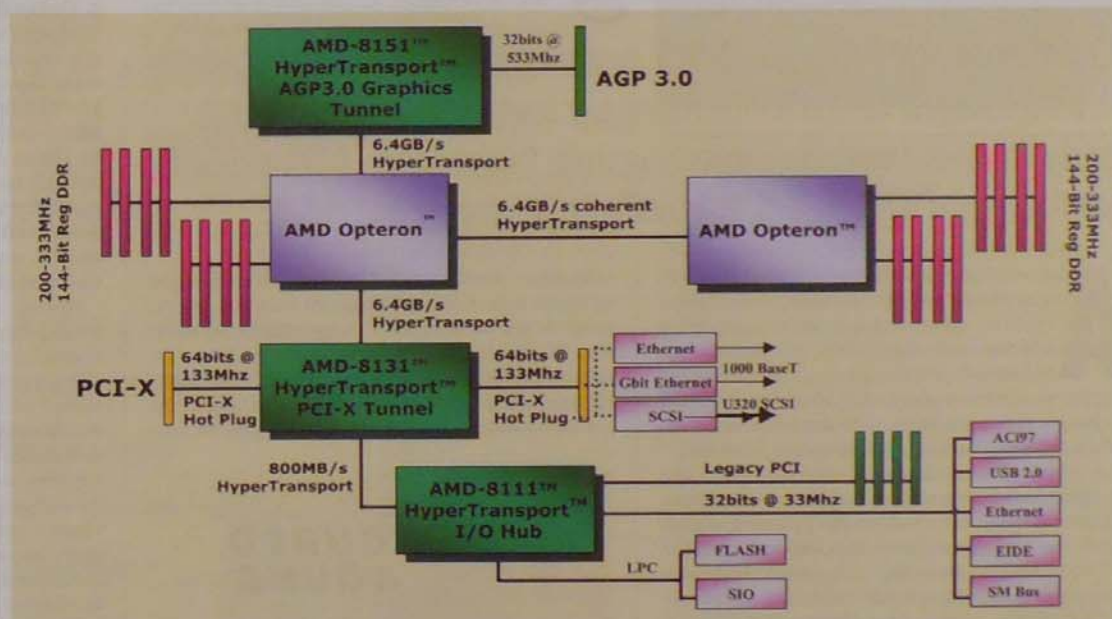 AMD-8151™
HyperTransport™
AGP3.0 Graphics
Tunnel
32bits @
533Mhz
AGP 3.0
6.4GB/s
HyperTransport
200-333MHz
144-Bit Reg DDR
AMD Opteron™
6.4GB/s coherent
HyperTransport
AMD Opteron™
200-333MHz
144-Bit Reg DDR
6.4GB/s
HyperTransport
PCI-X
64bits @
133Mhz
PCI-X
Hot Plug
AMD-8131™
HyperTransport™
PCI-X Tunnel
64bits @
133Mhz
PCI-X
Hot Plug
Ethernet
1000 BaseT
Gbit Ethernet
U320 SCSI
SCSI
800MB/s
HyperTransport
AMD-8111™
HyperTransport™
I/O Hub
Legacy PCI
32bits @ 33Mhz
AC97
USB 2.0
Ethernet
EIDE
SM Bus
LPC
FLASH
SIO